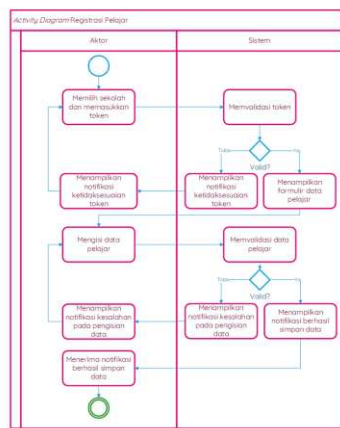 Activity Diagram Registrasi Pelajar
Aktor
Sistem
Memilih sekolah
dan memasukkan
token
Memvalidasi token
Tidak
Ya
Valid?
Menampilkan
notifikasi
ketidaksesuaian
token
Menampilkan
notifikasi
ketidaksesuaian
token
Menampilkan
formulir data
pelajar
Mengisi data
pelajar
Memvalidasi data
pelajar
Tidak
Ya
Valid?
Menampilkan
notifikasi kesalahan
pada pengisian
data
Menampilkan
notifikasi kesalahan
pada pengisian
data
Menampilkan
notifikasi berhasil
simpan data
Menerima notifikasi
berhasil simpan
data